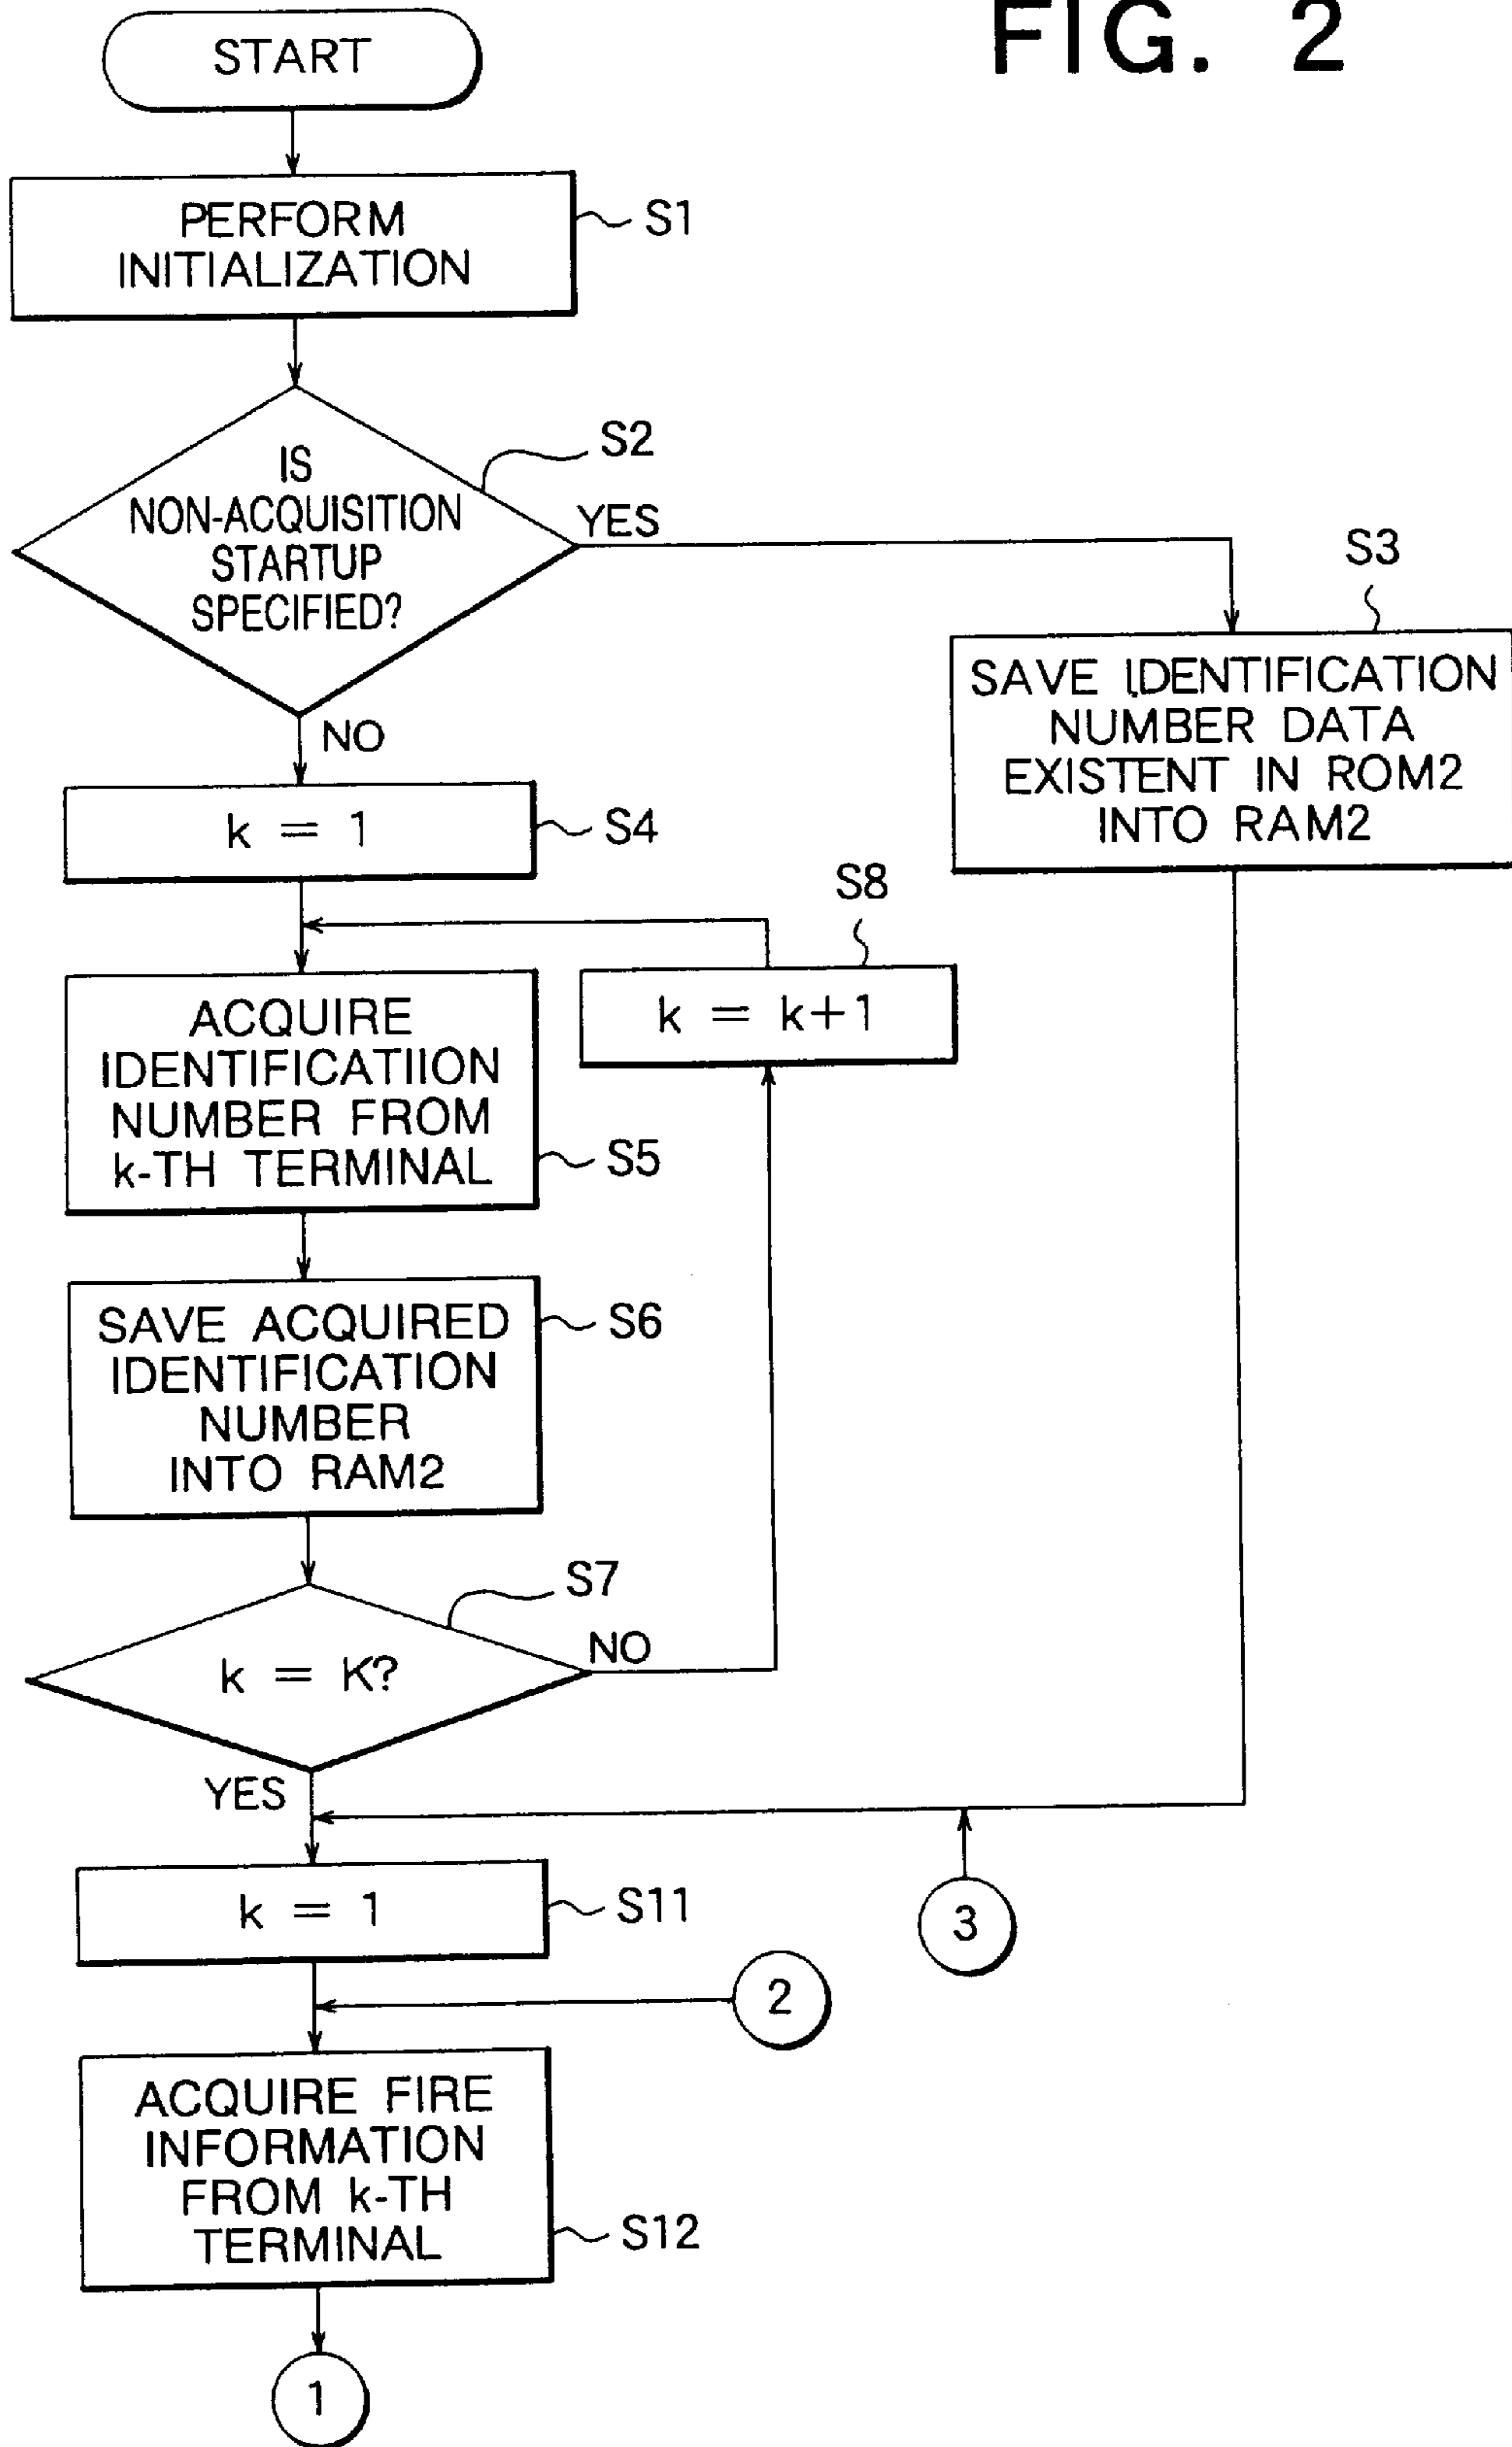 FIG. 2
START
PERFORM
INITIALIZATION
S1
IS
NON-ACQUISITION
STARTUP
SPECIFIED?
S2
YES
NO
S3
SAVE IDENTIFICATION
NUMBER DATA
EXISTENT IN ROM2
INTO RAM2
k = 1
S4
S8
k = k+1
ACQUIRE
IDENTIFICATIION
NUMBER FROM
k-TH TERMINAL
S5
SAVE ACQUIRED
IDENTIFICATION
NUMBER
INTO RAM2
S6
S7
k = K?
NO
YES
k = 1
S11
3
2
ACQUIRE FIRE
INFORMATION
FROM k-TH
TERMINAL
S12
1